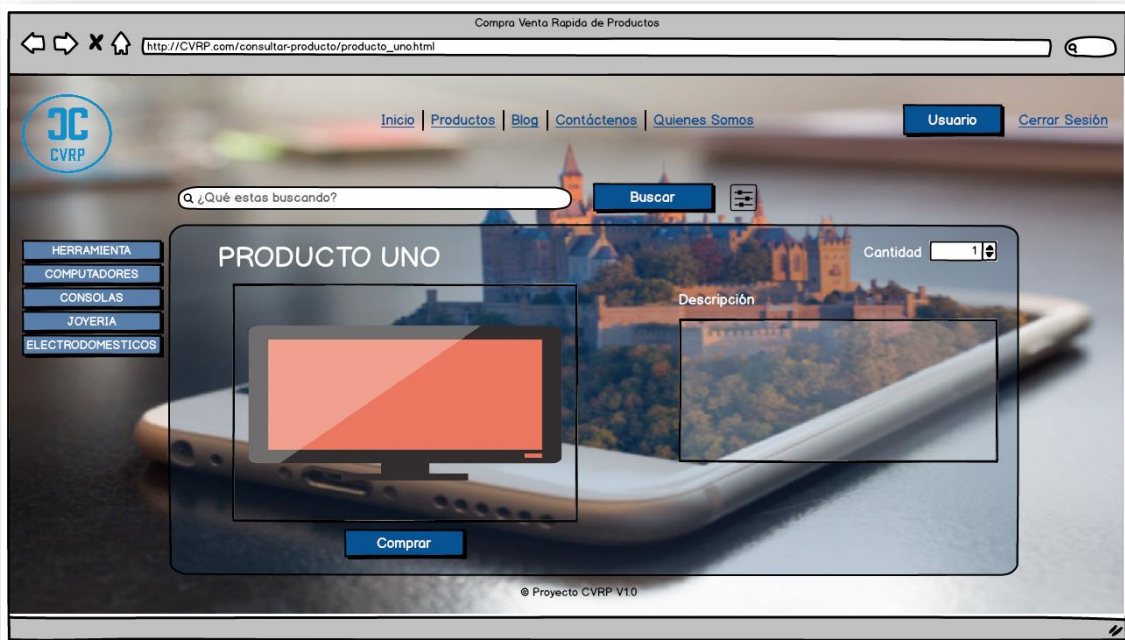 Compra Venta Rapida de Productos
http://CVRP.com/consultar-producto/producto_uno.html
CVRP
Inicio | Productos | Blog | Contáctenos | Quienes Somos
Usuario
Cerrar Sesión
¿Qué estas buscando?
Buscar
HERRAMIENTA
COMPUTADORES
CONSOLAS
JOYERIA
ELECTRODOMESTICOS
PRODUCTO UNO
Cantidad 1
Descripción
Comprar
© Proyecto CVRP V1.0